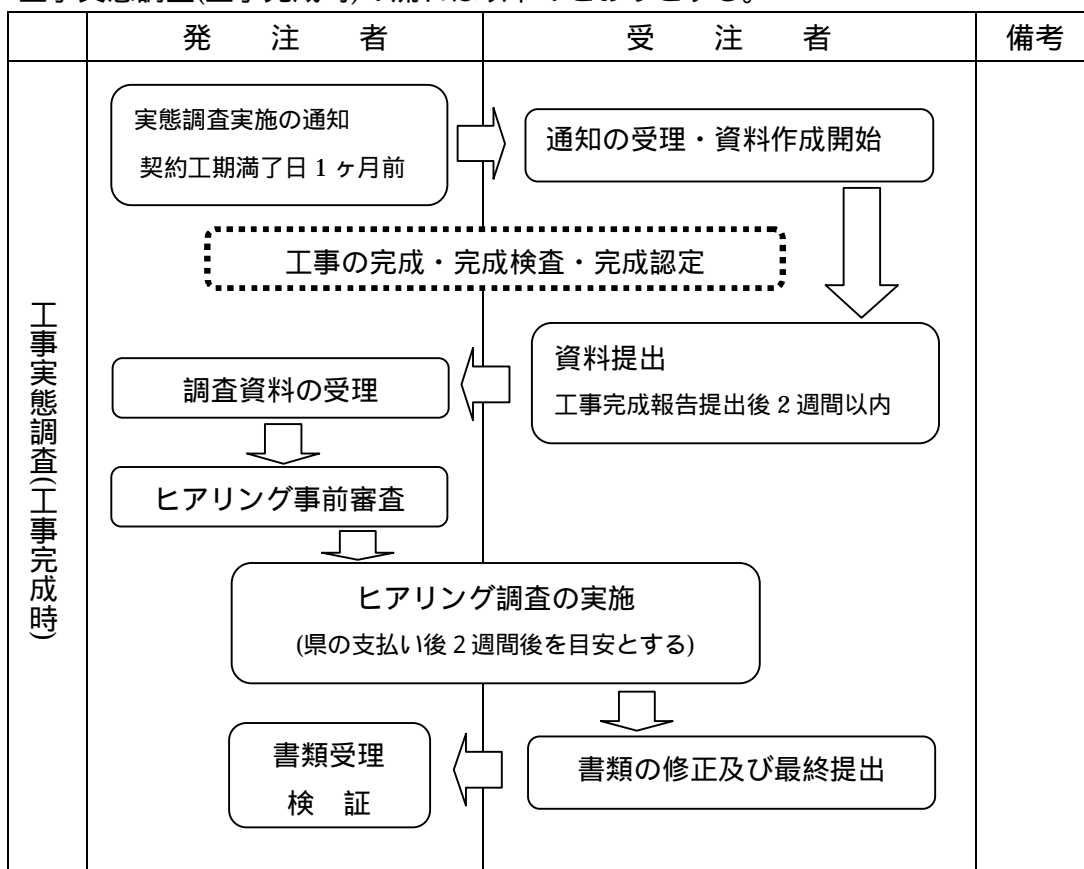 工事実態調査(工事完成時)の流れは以下のとおりとする。
発　注　者
受　注　者
備考
工事実態調査(工事完成時)
実態調査実施の通知
契約工期満了日１ヶ月前
通知の受理・資料作成開始
工事の完成・完成検査・完成認定
資料提出
工事完成報告提出後２週間以内
調査資料の受理
ヒアリング事前審査
ヒアリング調査の実施
(県の支払い後２週間後を目安とする)
書類の修正及び最終提出
書類受理
検　証